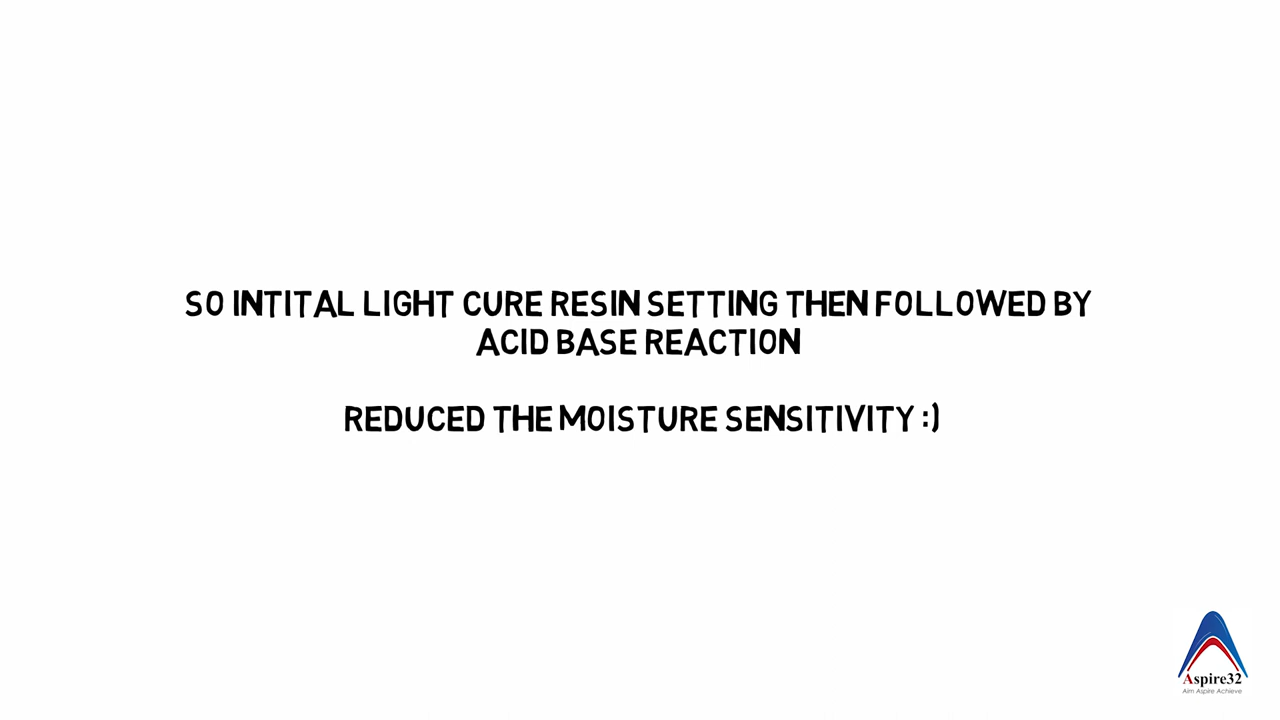 SO INTITAL LIGHT CURE RESIN SETTING THEN FOLLOWED BY
ACID BASE REACTION
REDUCED THE MOISTURE SENSITIVITY :)
Aspire32
Aim Aspire Achieve